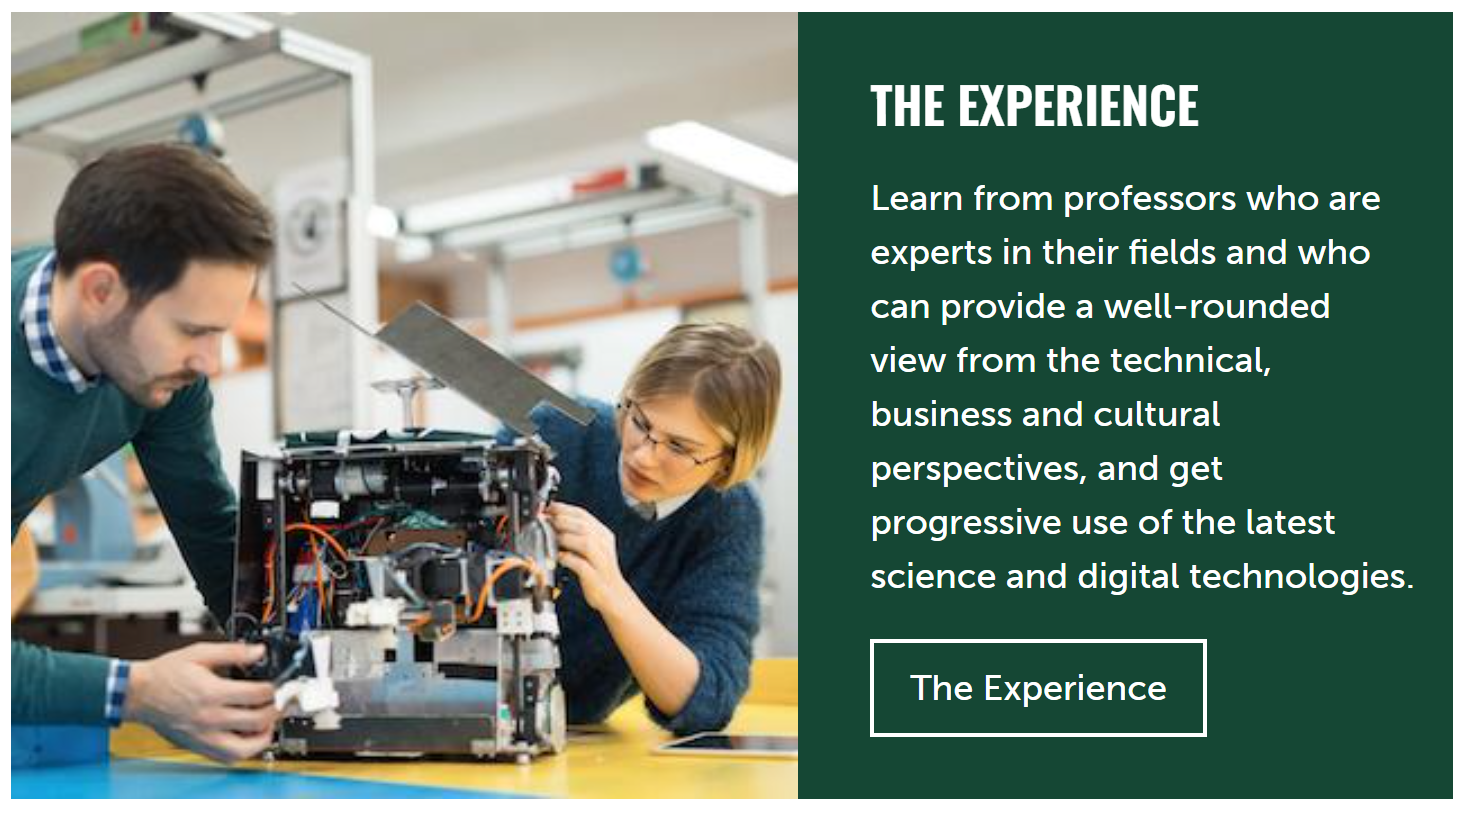 THE EXPERIENCE
Learn from professors who are
experts in their fields and who
can provide a well-rounded
view from the technical,
business and cultural
perspectives, and get
progressive use of the latest
science and digital technologies.
The Experience